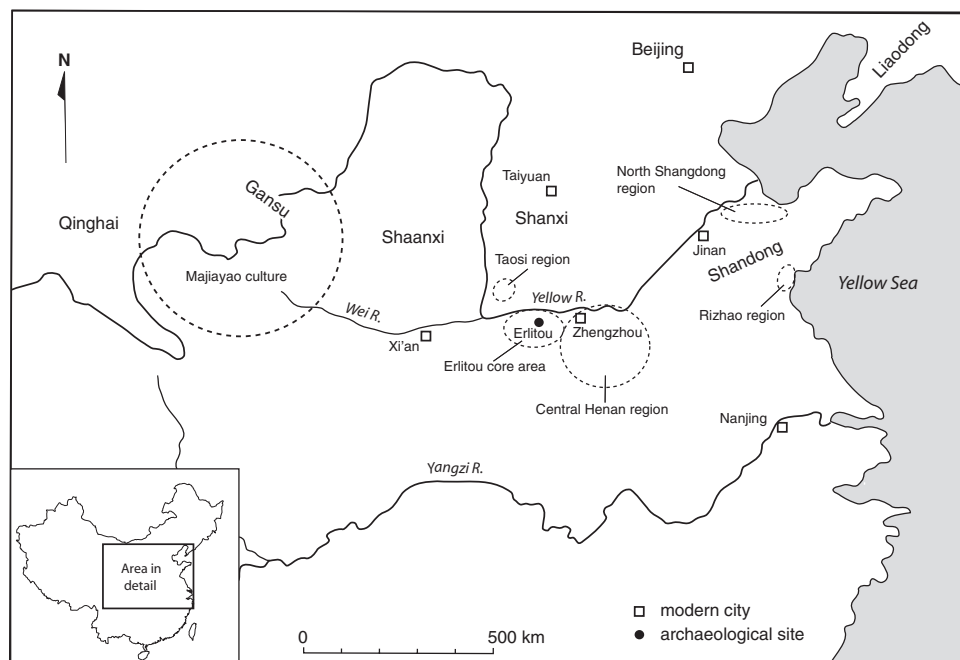 N
Beijing
Liaodong
North Shangdong
region
Taiyuan
Gansu
Qinghai
Shaanxi
Shanxi
Jinan
Shandong
Taosi region
Majiayao culture
Yellow Sea
Yellow R.
Rizhao region
Wei R.
Erlitou
Zhengzhou
Xi'an
Erlitou core area
Central Henan region
Nanjing
Yangzi R.
Area in
detail
modern city
archaeological site
0 500 km